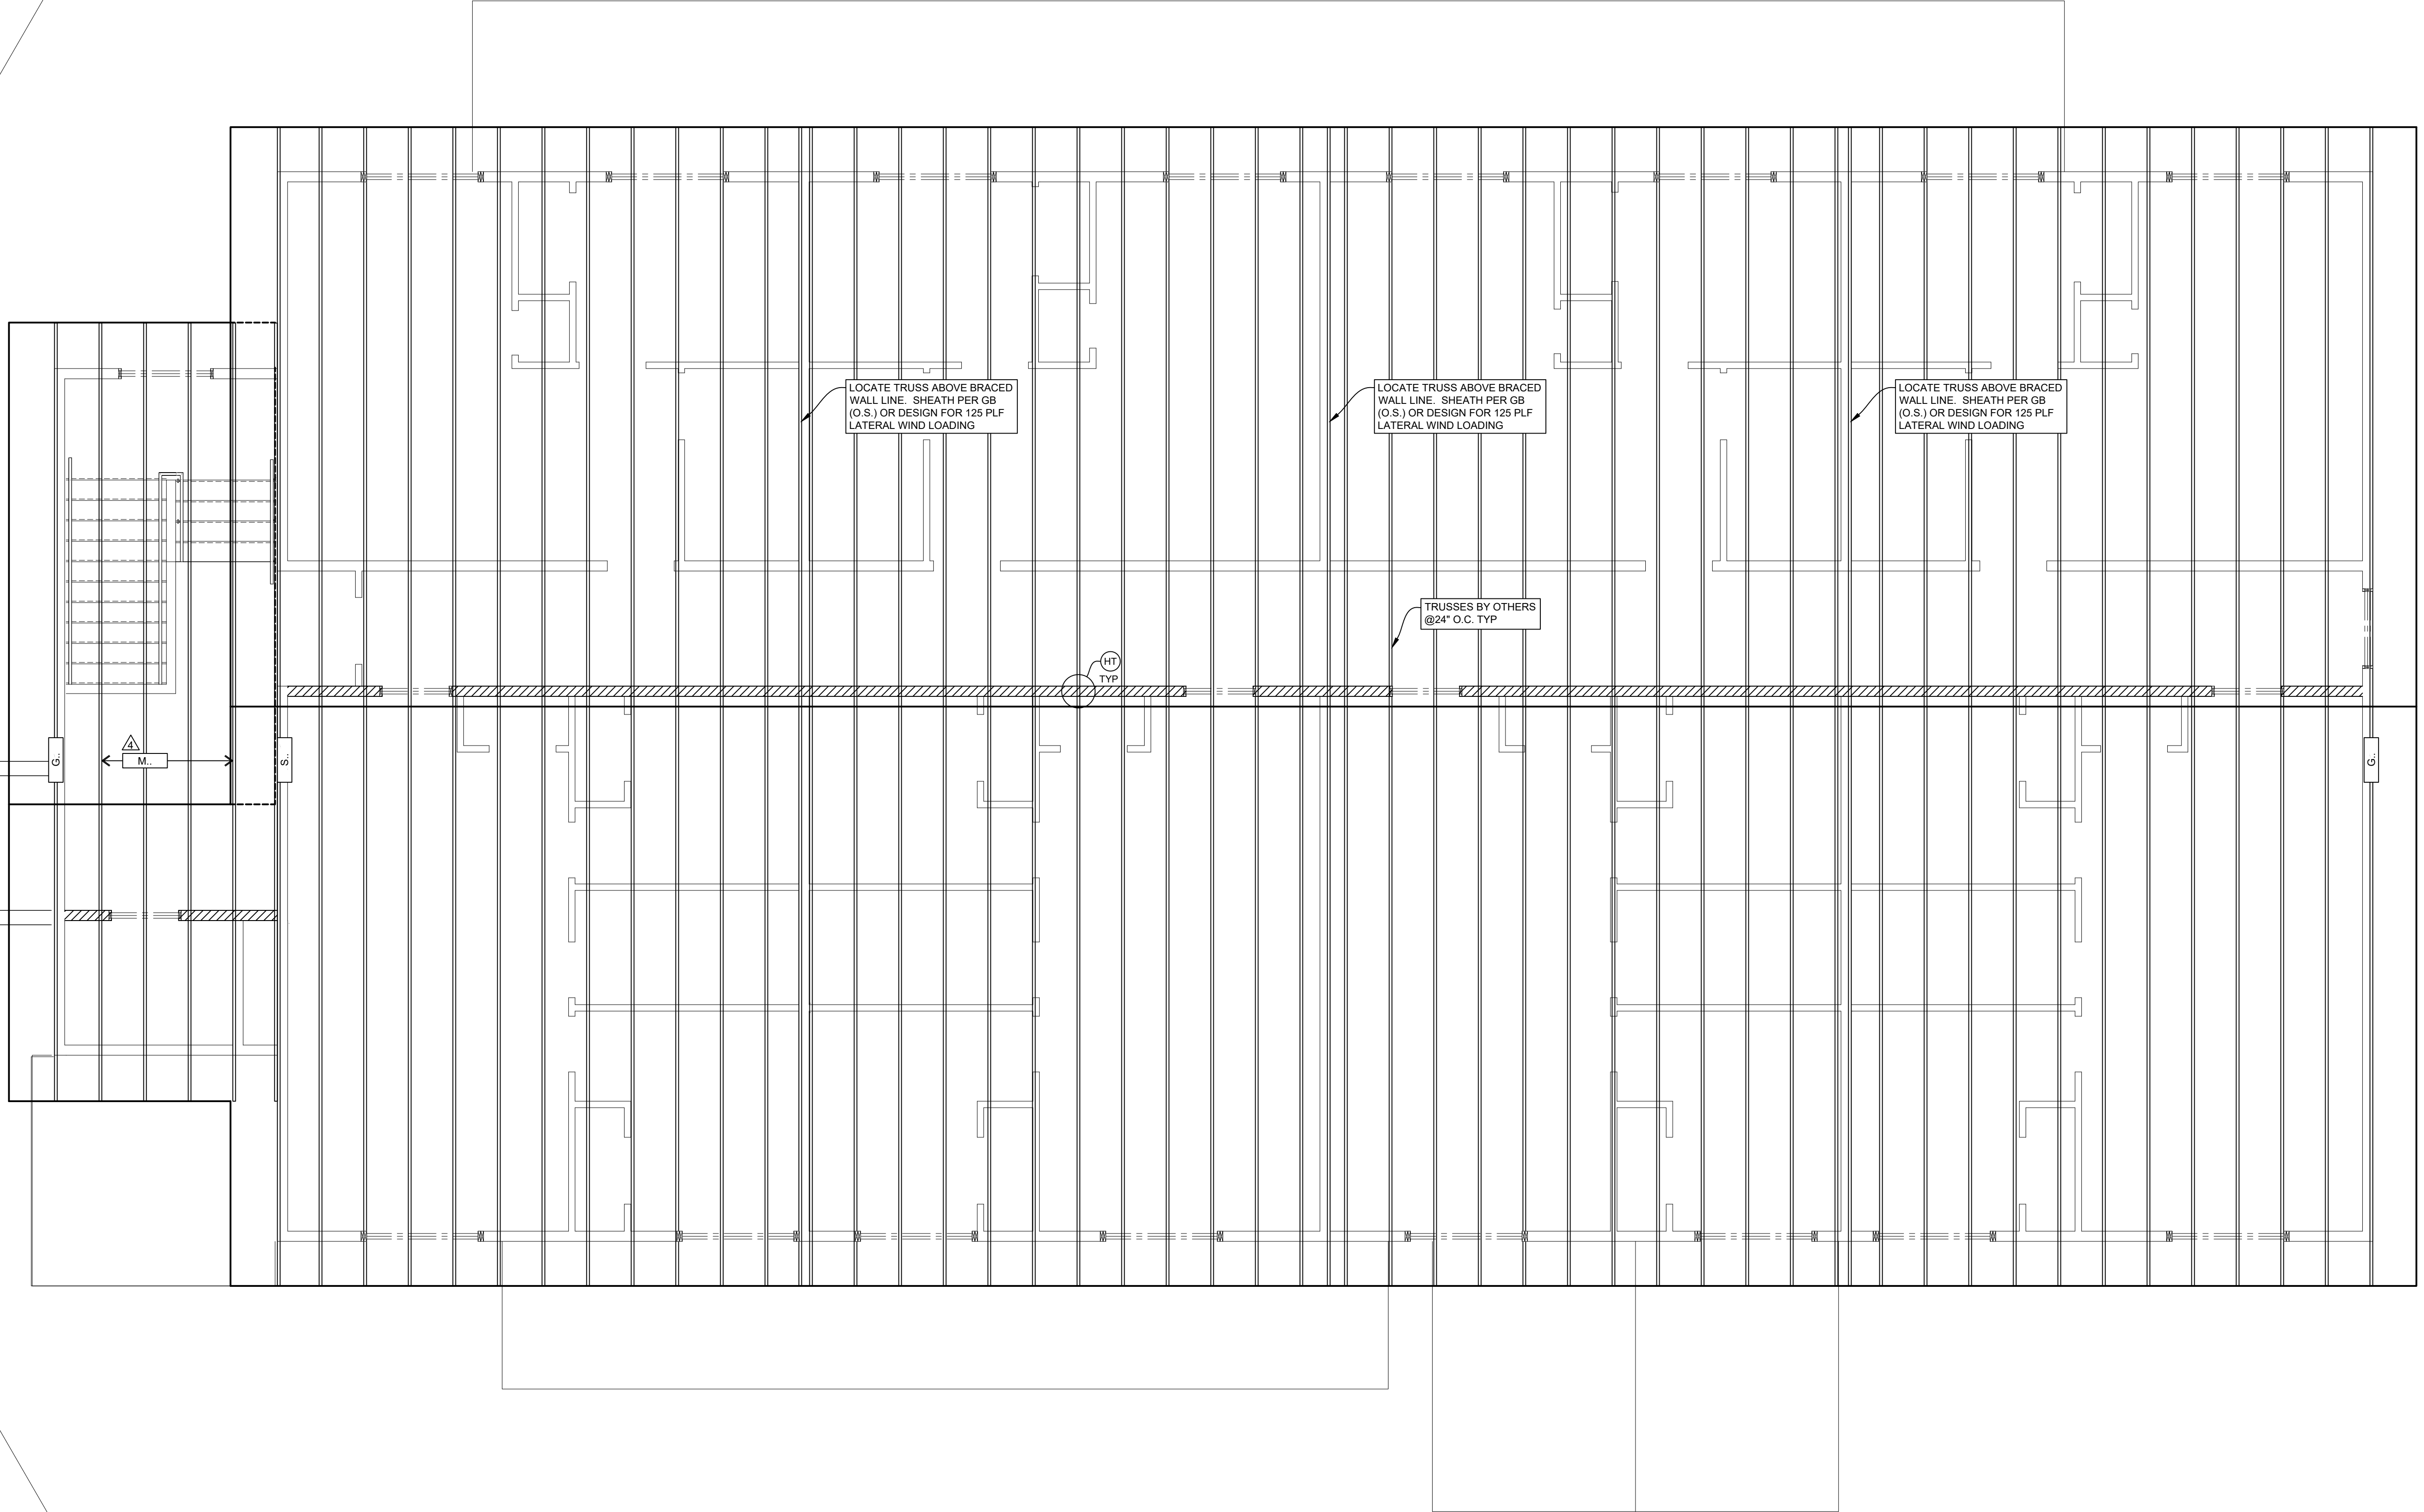 LOCATE TRUSS ABOVE BRACED
WALL LINE.  SHEATH PER GB
(O.S.) OR DESIGN FOR 125 PLF
LATERAL WIND LOADING
LOCATE TRUSS ABOVE BRACED
WALL LINE.  SHEATH PER GB
(O.S.) OR DESIGN FOR 125 PLF
LATERAL WIND LOADING
LOCATE TRUSS ABOVE BRACED
WALL LINE.  SHEATH PER GB
(O.S.) OR DESIGN FOR 125 PLF
LATERAL WIND LOADING
TRUSSES BY OTHERS
@24" O.C. TYP
HT
TYP
4
M..
G..
S..
G..